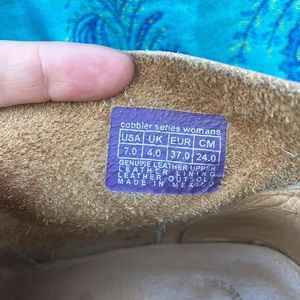 cobbler series womans
USA UK EUR CM
7.0 4.0 37.0 24.0
GENUINE LEATHER UPPER
LEATHER LINING
LEATHER OUTSOLE
MADE IN MEXICO